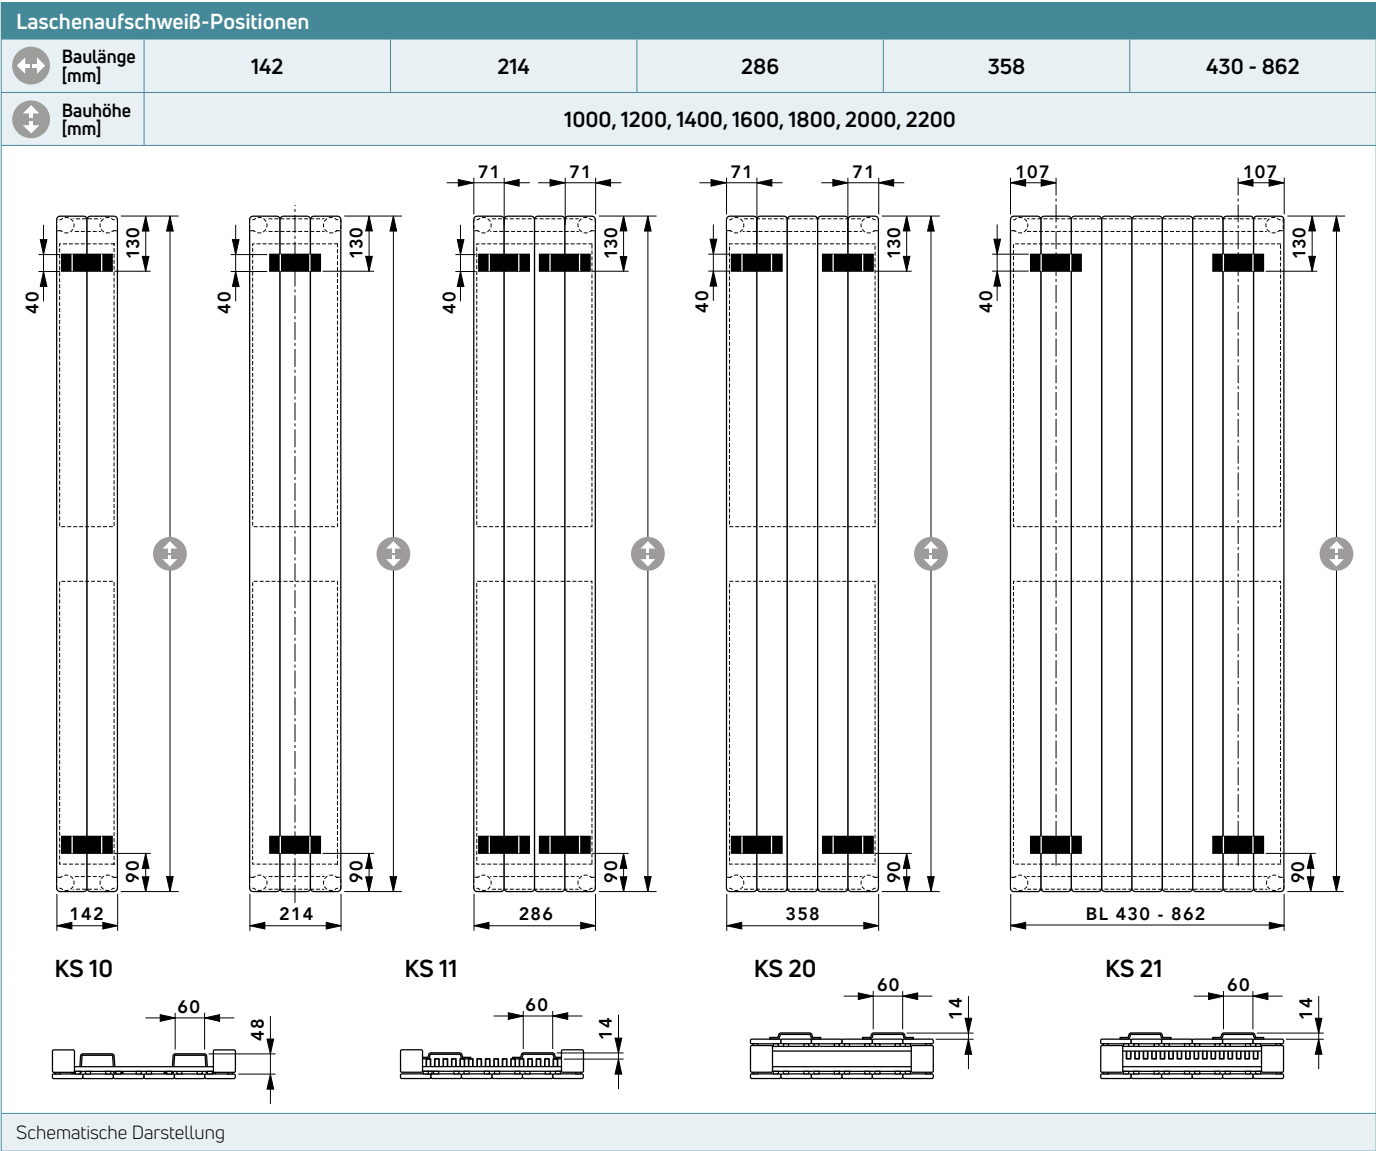 Laschenaufschweiß-Positionen
Baulänge [mm] 142 214 286 358 430 - 862
Bauhöhe [mm] 1000, 1200, 1400, 1600, 1800, 2000, 2200
71 71 71 71 107 107
130 130 130 130 130
40 40 40 40 40
90 90 90 90 90
142 214 286 358 BL 430 - 862
KS 10 KS 11 KS 20 KS 21
60 60 60 60
48 14 14 14
Schematische Darstellung